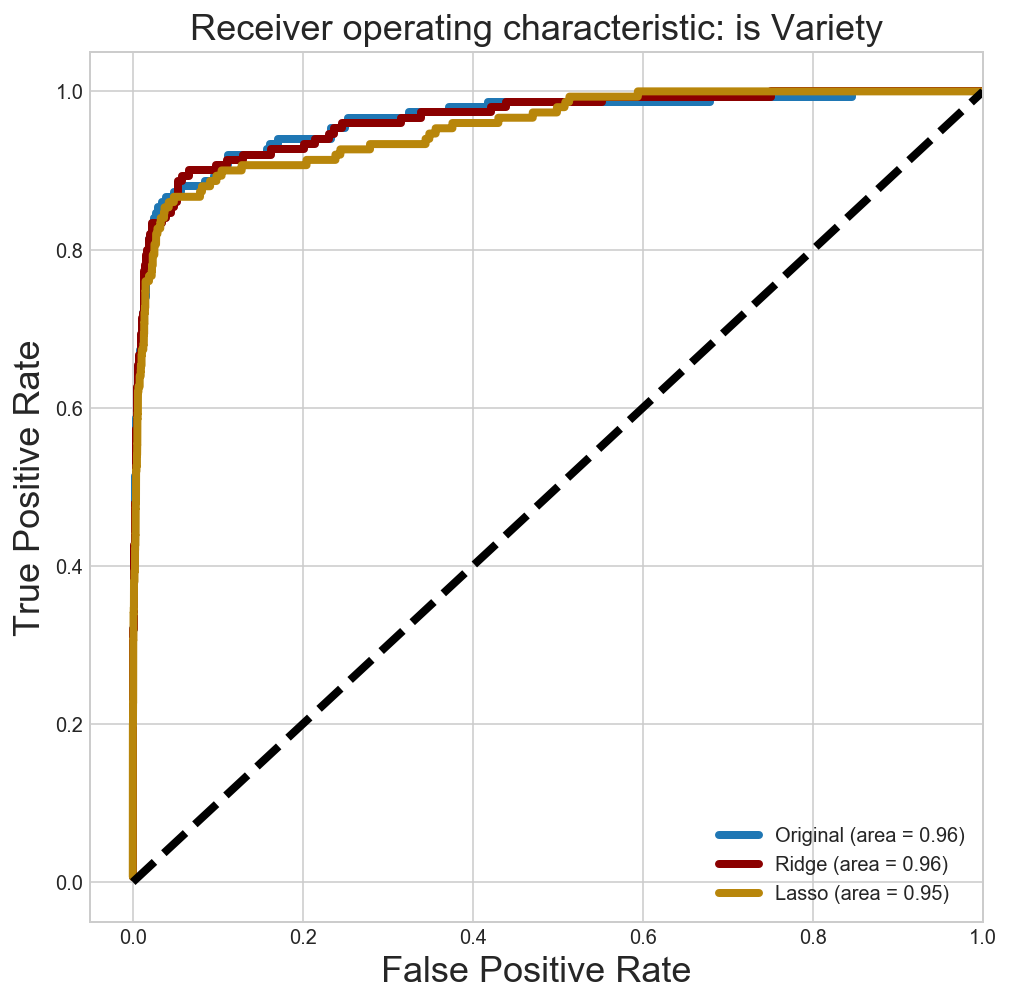 Receiver operating characteristic: is Variety
1.0
0.8
0.6
0.4
0.2
0.0
True Positive Rate
Original (area = 0.96)
Ridge (area = 0.96)
Lasso (area = 0.95)
0.0 0.2 0.4 0.6 0.8 1.0
False Positive Rate